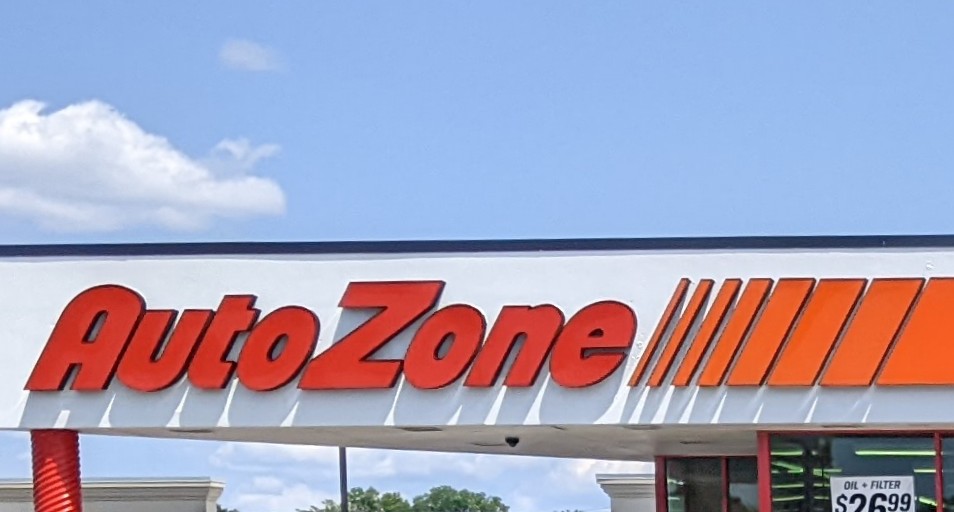 AutoZone
OIL + FILTER
$26.99